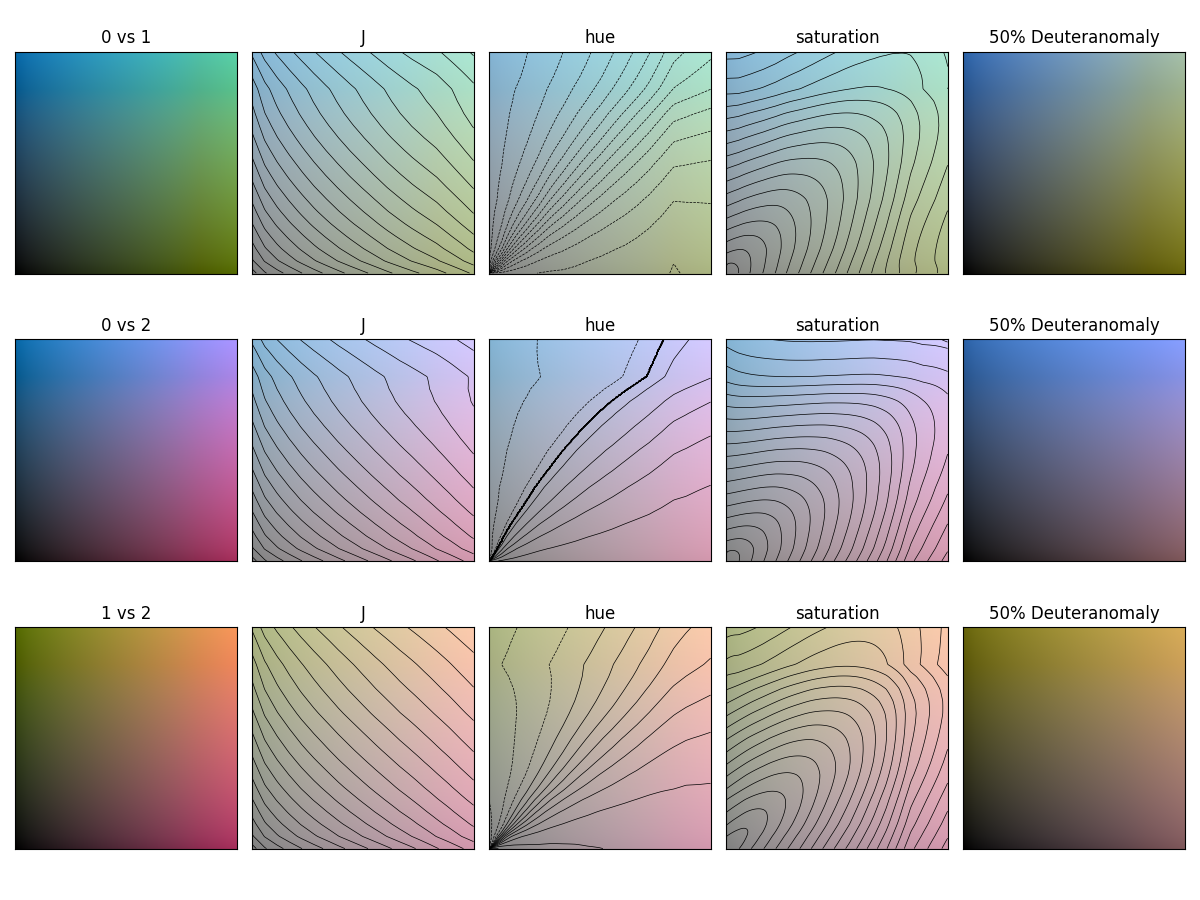 0 vs 1 J hue saturation 50% Deuteranomaly
0 vs 2 J hue saturation 50% Deuteranomaly
1 vs 2 J hue saturation 50% Deuteranomaly